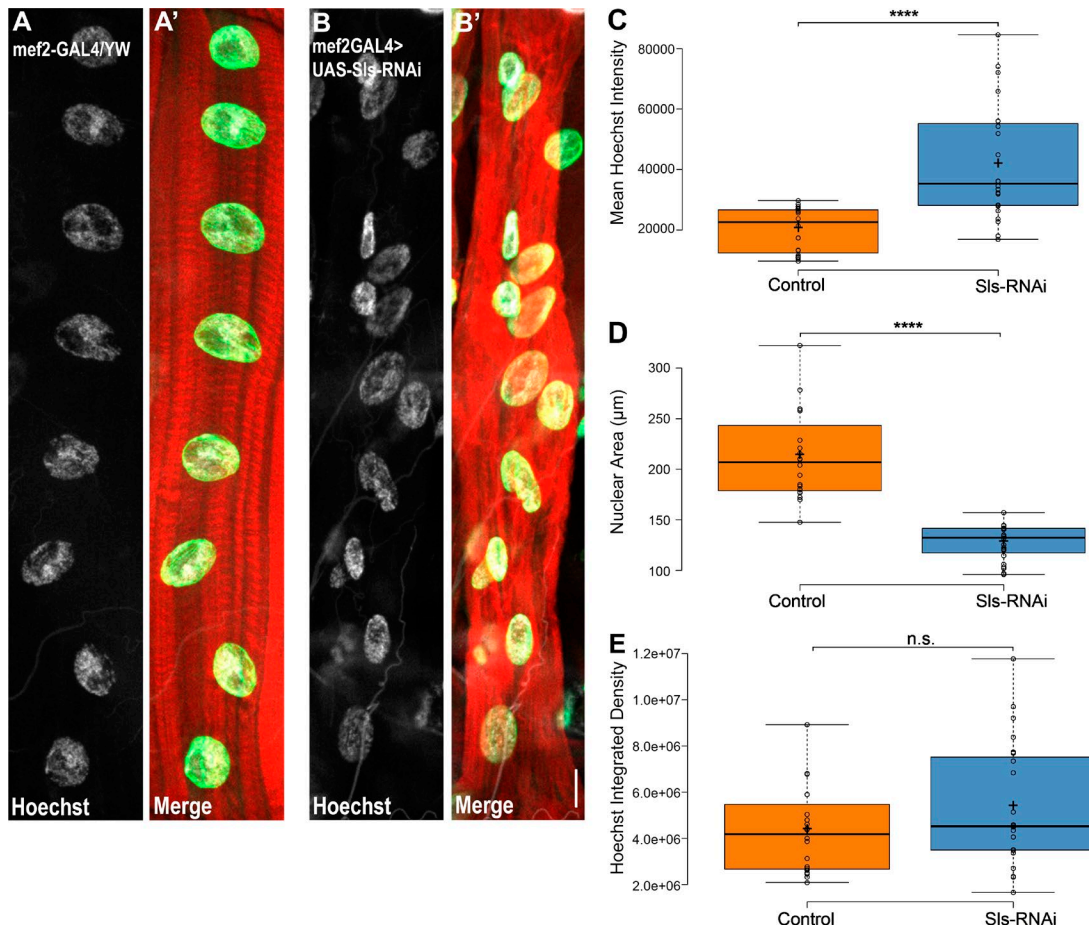 A
mef2-GAL4/YW
Hoechst
A'
Merge
B
mef2GAL4>
UAS-Sls-RNAi
Hoechst
B'
Merge
C
****
Mean Hoechst Intensity
80000
60000
40000
20000
Control
Sls-RNAi
D
****
Nuclear Area (µm)
300
250
200
150
100
Control
Sls-RNAi
E
n.s.
Hoechst Integrated Density
1.2e+07
1.0e+07
8.0e+06
6.0e+06
4.0e+06
2.0e+06
Control
Sls-RNAi